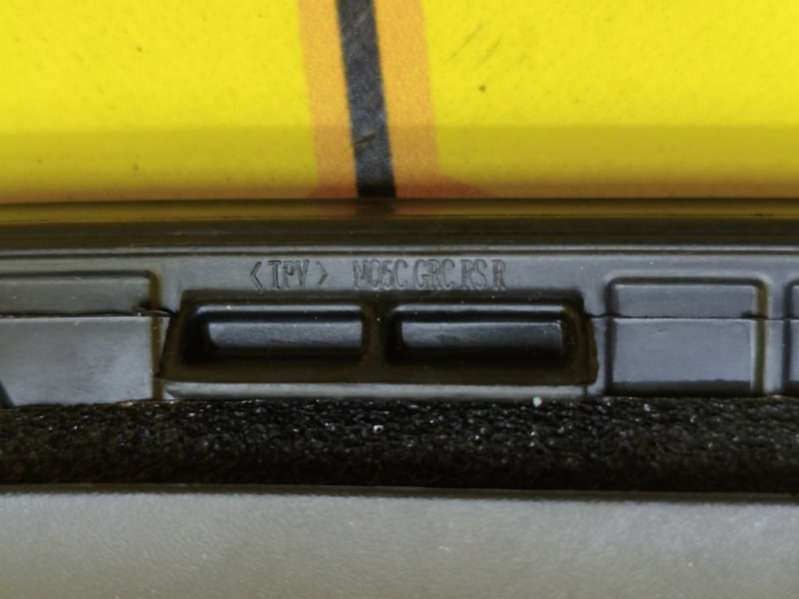 < TPV > MC5C GRC RS R